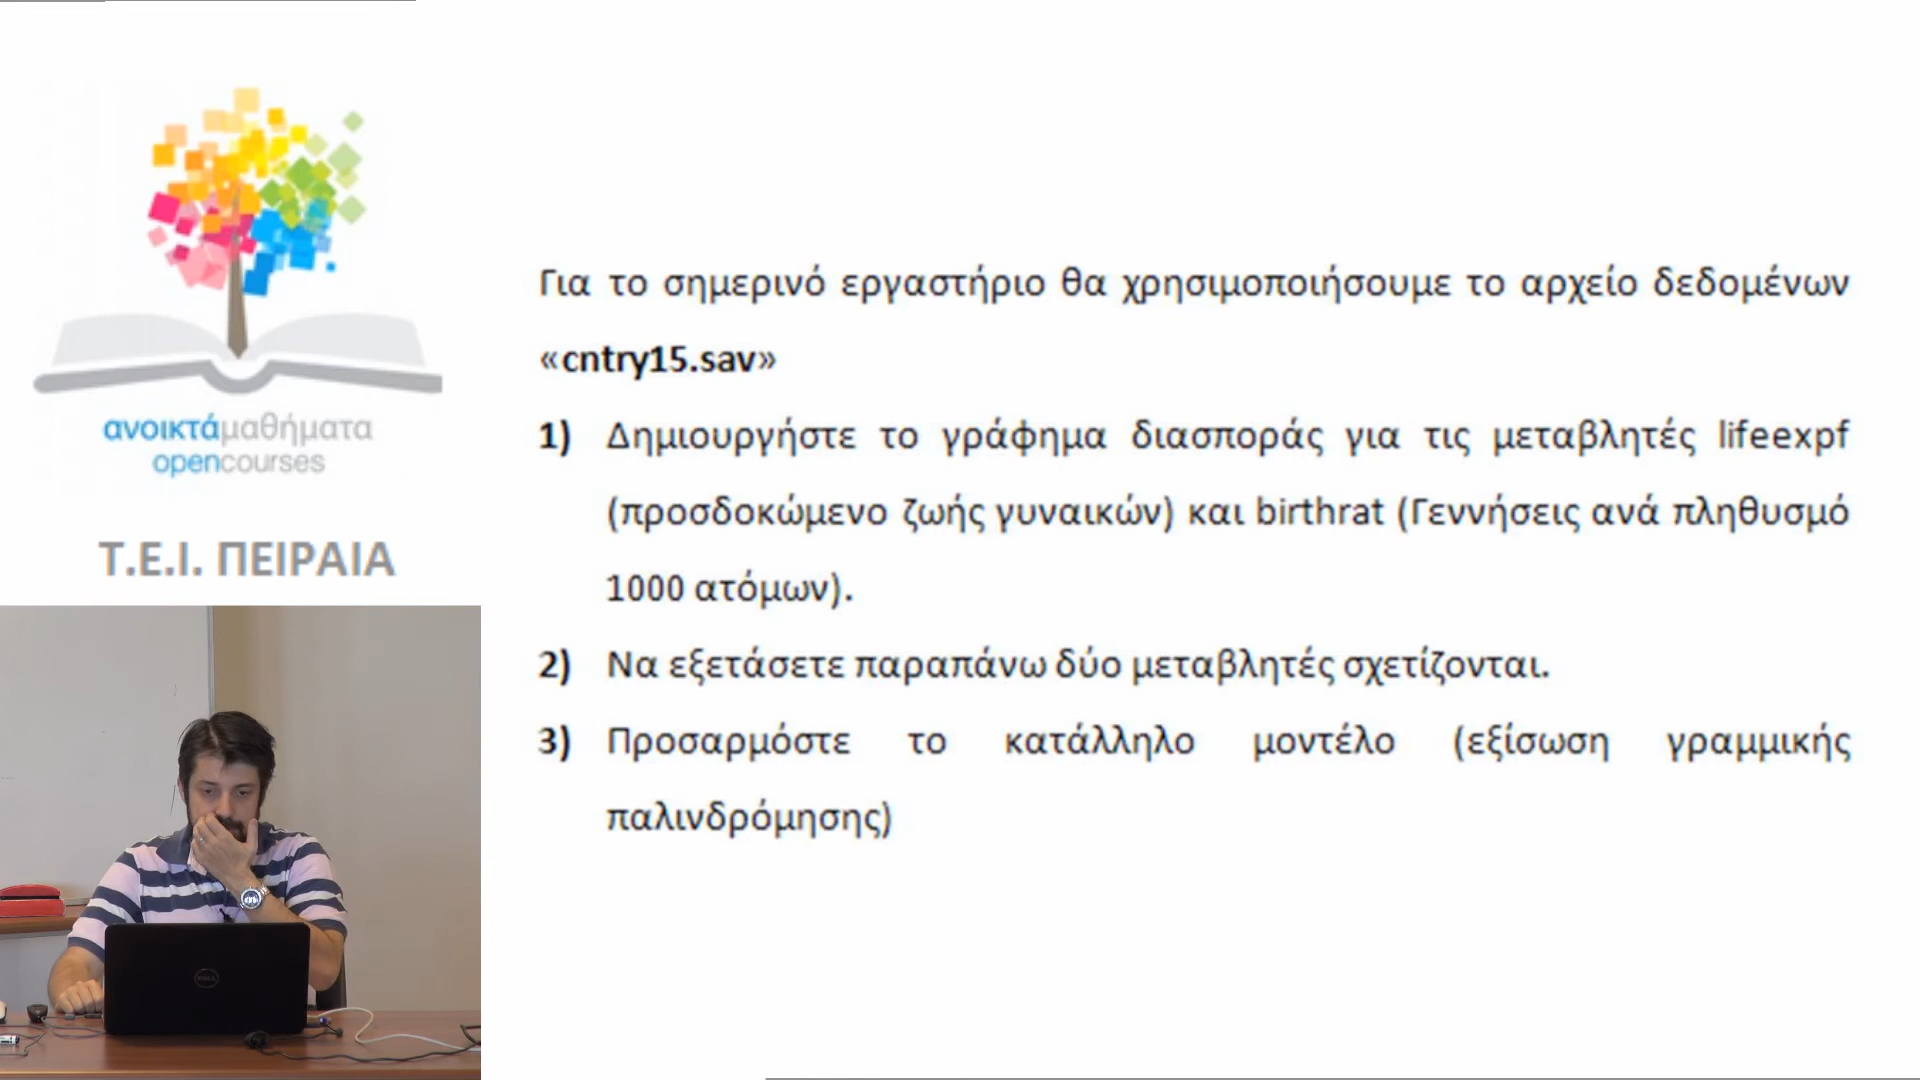 ανοικτάμαθήματα
opencourses
Τ.Ε.Ι. ΠΕΙΡΑΙΑ
Για το σημερινό εργαστήριο θα χρησιμοποιήσουμε το αρχείο δεδομένων
«cntry15.sav»
1) Δημιουργήστε το γράφημα διασποράς για τις μεταβλητές lifeexpf
(προσδοκώμενο ζωής γυναικών) και birthrat (Γεννήσεις ανά πληθυσμό
1000 ατόμων).
2) Να εξετάσετε παραπάνω δύο μεταβλητές σχετίζονται.
3) Προσαρμόστε το κατάλληλο μοντέλο (εξίσωση γραμμικής
παλινδρόμησης)
DELL